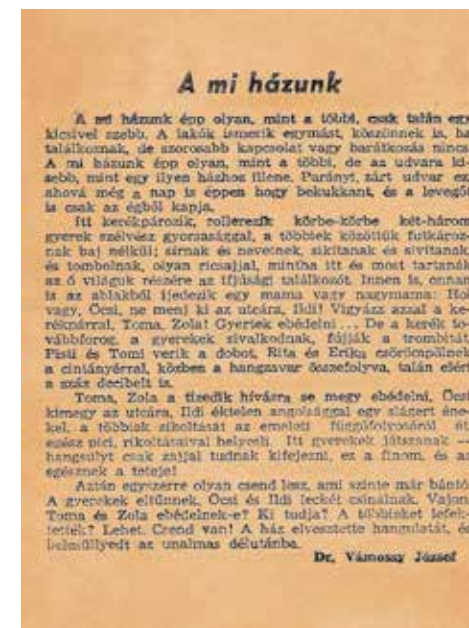 A mi házunk
A mi házunk épp olyan, mint a többi, csak talán egy
kicsivel szebb. A lakók ismerik egymást, köszönnek is, ha
találkoznak, de szorosabb kapcsolat vagy barátkozás nincs.
A mi házunk épp olyan, mint a többi, de az udvara ki-
sebb, mint egy ilyen házhoz illene. Parányi, zárt udvar ez,
ahová még a nap is éppen hogy bekukkant, és a levegőt
is csak az égből kapja.
Itt kerékpározik, rollerezik körbe-körbe két-három
gyerek szélvész gyorsasággal, a többiek közöttük futkároz-
nak baj nélkül; sírnak és nevetnek, sikítanak és sivítanak
és tombolnak, olyan ricsajjal, mintha itt és most tartanák
az ő világuk részére az ifjúsági találkozót. Innen is, onnan
is az ablakból ijedezik egy mama vagy nagymama: Hol
vagy, Öcsi, ne menj ki az utcára, Ildi! Vigyázz azzal a ke-
rékpárral, Toma, Zola! Gyertek ebédelni ... De a kerék to-
vábbforog, a gyerekek sivalkodnak, fújják a trombitát,
Pisti és Tomi verik a dobot, Rita és Erika csörömpölnek
a cintányérral, közben a hangzavar összefolyva, talán eléri
a száz decibelt is.
Toma, Zola a tizedik hívásra se megy ebédelni, Öcsi
kimegy az utcára, Ildi éktelen angolsággal egy slágert éne-
kel, a többiek sikoltását az emeleti függőfolyosóról
egész pici, rikoltásaival helyesli. Itt gyerekek játszanak —
hangsúlyt csak zajjal tudnak kifejezni, ez a finom, és az
egésznek a teteje!
Aztán egyszerre olyan csend lesz, ami szinte már bántó.
A gyerekek eltűnnek, Öcsi és Ildi leckét csinálnak. Vajon
Toma és Zola ebédelnek-e? Ki tudja? A többieket lefek-
tették? Lehet. Csend van! A ház elvesztette hangulatát, és
belesüllyedt az unalmas délutánba.
Dr. Vámossy József